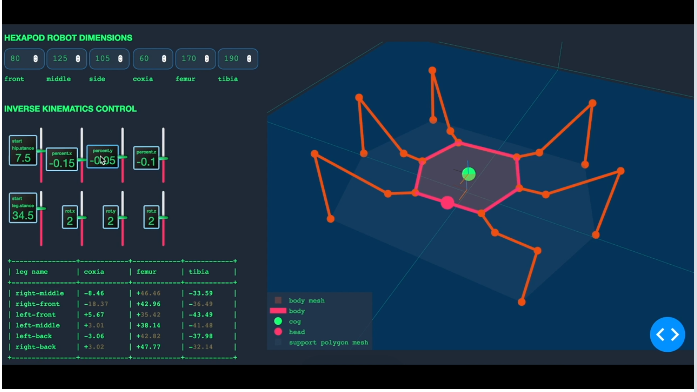 HEXAPOD ROBOT DIMENSIONS
80 125 105 60 170 190
front middle side coxia femur tibia
INVERSE KINEMATICS CONTROL
start hip.stance 7.5
percent.x -0.15
percent.y -0.05
percent.z -0.1
start leg.stance 34.5
rot.x 2
rot.y 2
rot.z 2
+----------------+------------+------------+------------+
| leg name | coxia | femur | tibia |
+----------------+------------+------------+------------+
| right-middle | -8.46 | +46.46 | -33.59
| right-front | -18.37 | +42.96 | -36.49
| left-front | +5.67 | +35.42 | -43.49
| left-middle | +3.01 | +38.14 | -41.48
| left-back | -3.06 | +42.82 | -37.98
| right-back | +3.02 | +47.77 | -32.14
+----------------+------------+------------+------------+
body mesh
body
cog
head
support polygon mesh